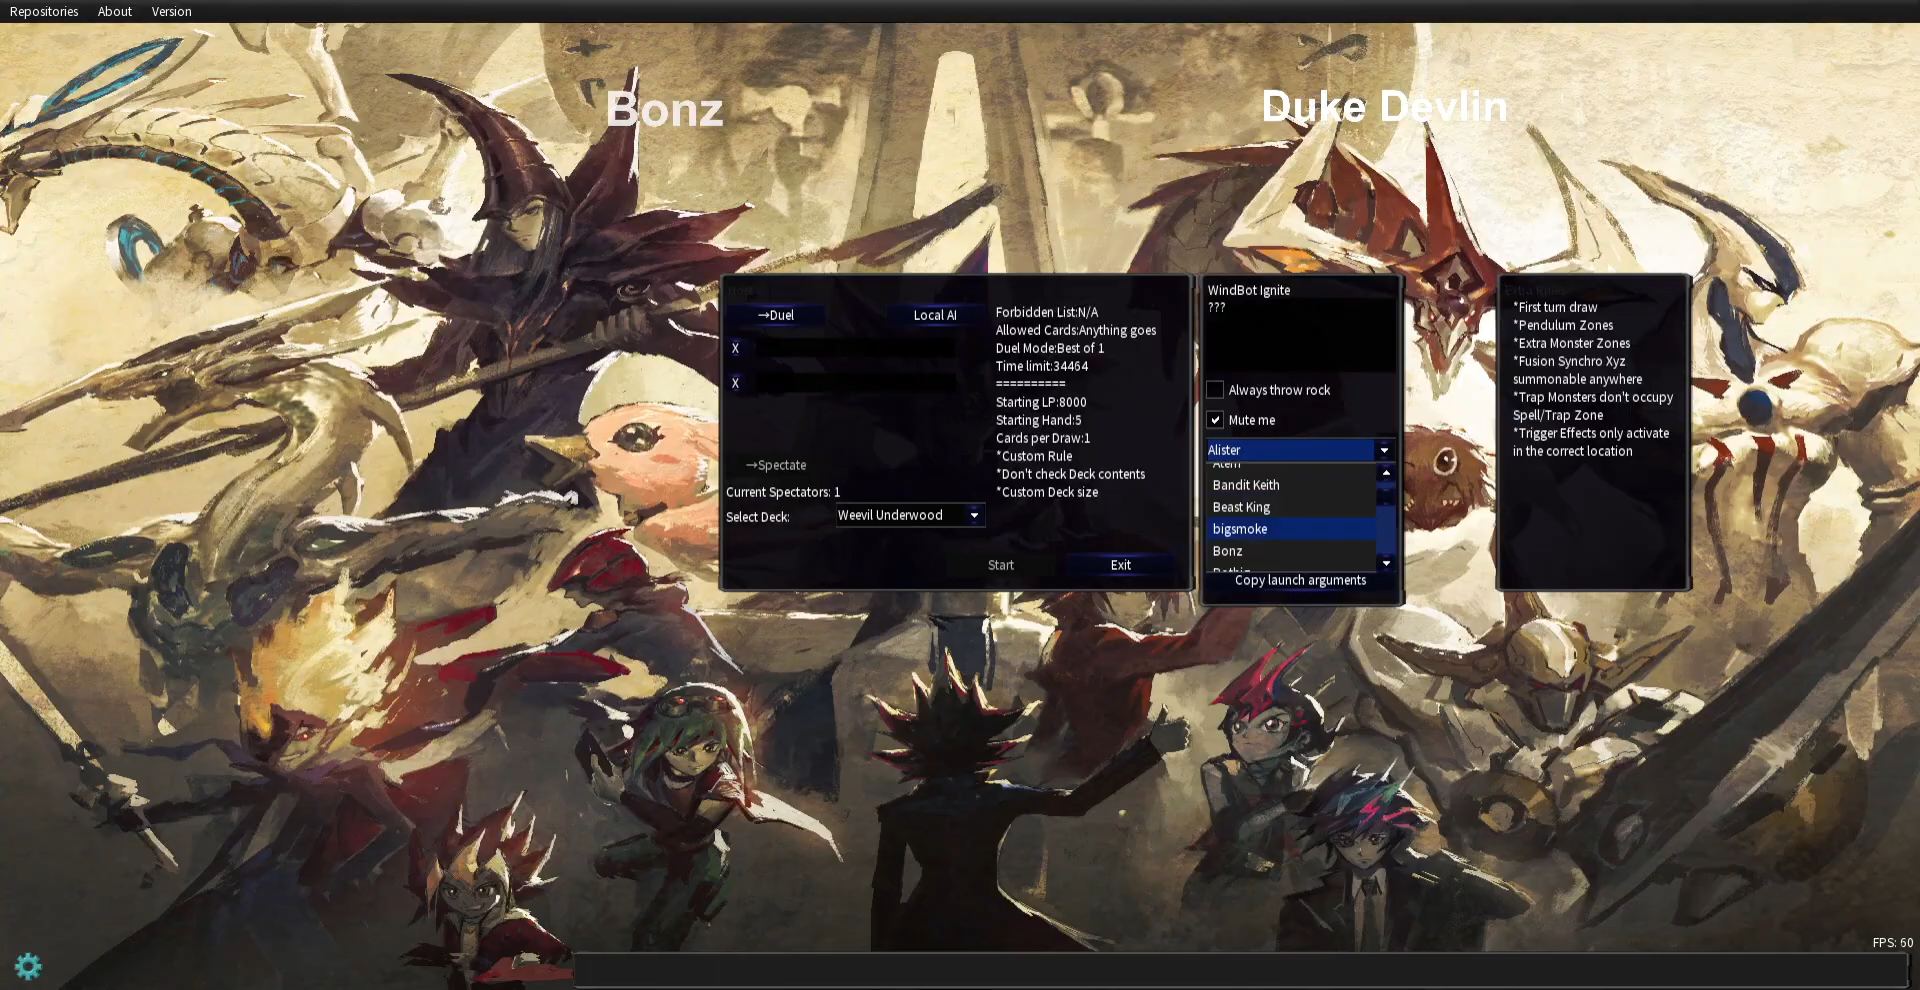 Repositories About Version
Bonz
Duke Devlin
→Duel
Local AI
X
X
→Spectate
Current Spectators: 1
Select Deck:
Weevil Underwood
Start
Exit
Forbidden List:N/A
Allowed Cards:Anything goes
Duel Mode:Best of 1
Time limit:34464
==========
Starting LP:8000
Starting Hand:5
Cards per Draw:1
*Custom Rule
*Don't check Deck contents
*Custom Deck size
WindBot Ignite
???
Always throw rock
Mute me
Alister
Atem
Bandit Keith
Beast King
bigsmoke
Bonz
Copy launch arguments
Extra Rules
*First turn draw
*Pendulum Zones
*Extra Monster Zones
*Fusion Synchro Xyz
summonable anywhere
*Trap Monsters don't occupy
Spell/Trap Zone
*Trigger Effects only activate
in the correct location
FPS: 60